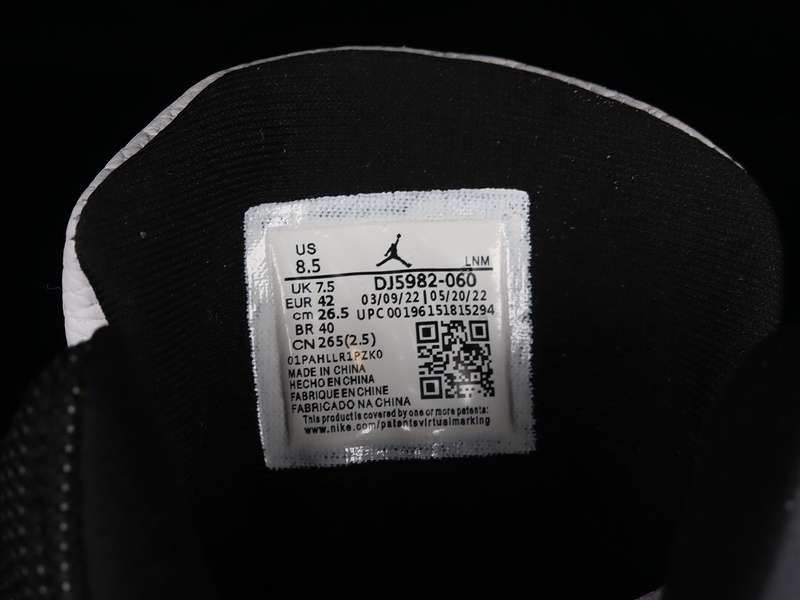 US
8.5
LNM
UK 7.5
DJ5982-060
EUR 42
03/09/22 | 05/20/22
cm 26.5
UPC 00196151815294
BR 40
CN 265(2.5)
01PAHLLR1PZK0
MADE IN CHINA
HECHO EN CHINA
FABRIQUE EN CHINE
FABRICADO NA CHINA
This product is covered by one or more patents:
www.nike.com/patentsvirtualmarking